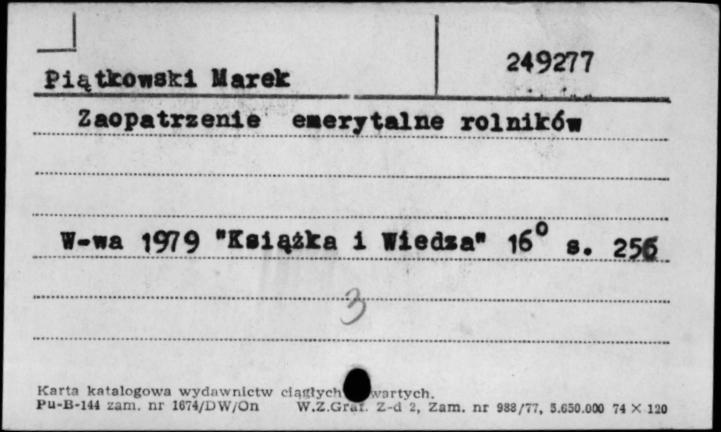 249277
Piątkowski Marek
Zaopatrzenie emerytalne rolników
W-wa 1979 "Książka i Wiedza" 16° s. 256
3
Karta katalogowa wydawnictw ciągłych
Pu-B-144 zam. nr 1674/DW/On W.Z.Graf. Z-d 2, Zam. nr 988/77, 5.650.000 74 × 120